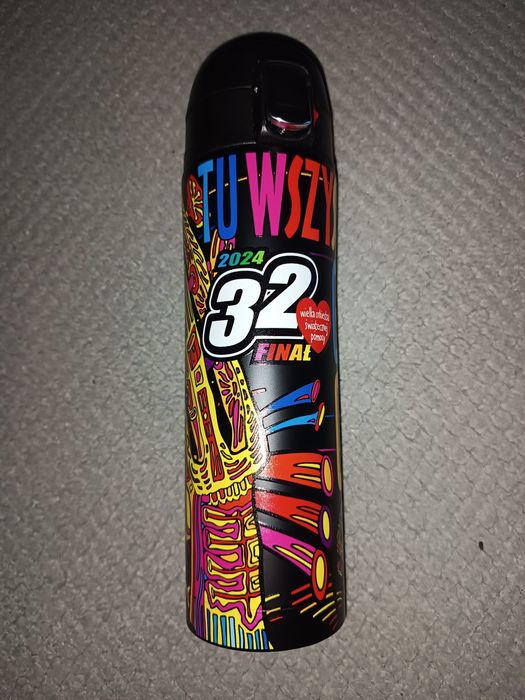 TU WSZY
2024
32
wielka orkiestra
świątecznej
pomocy
FINAŁ